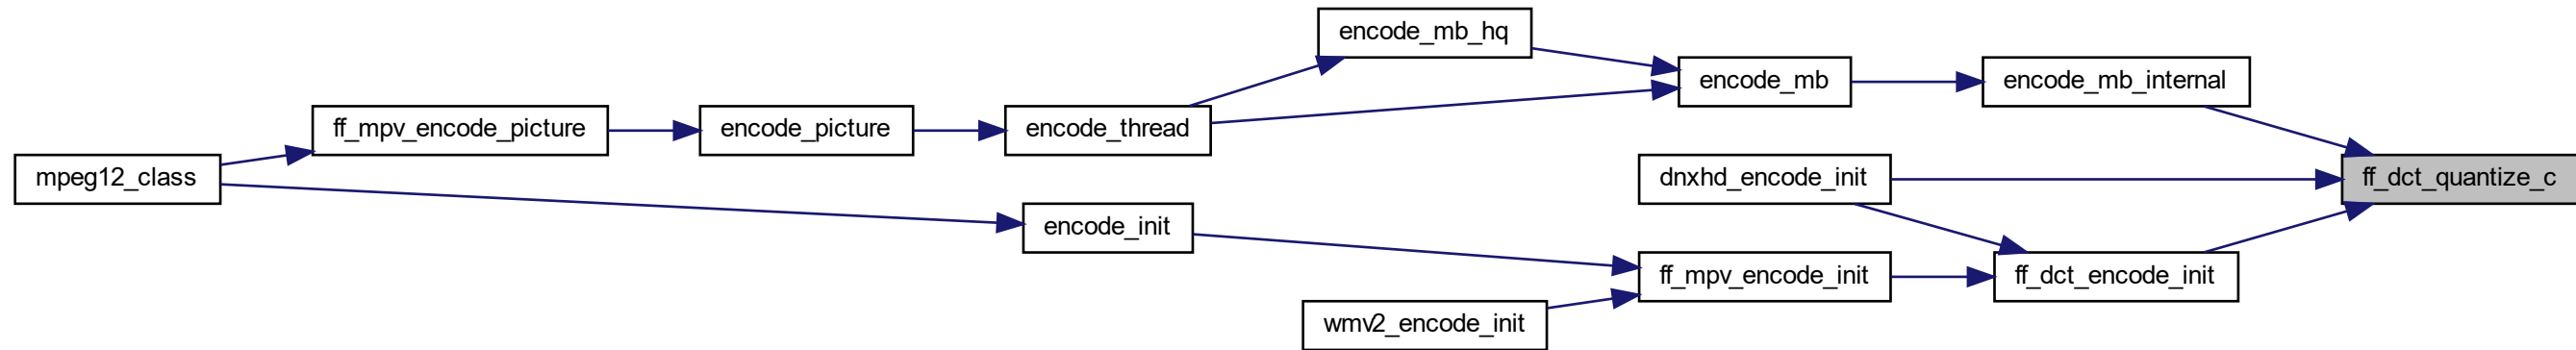 encode_mb_hq
encode_mb
encode_mb_internal
ff_mpv_encode_picture
encode_picture
encode_thread
mpeg12_class
dnxhd_encode_init
ff_dct_quantize_c
encode_init
ff_mpv_encode_init
ff_dct_encode_init
wmv2_encode_init